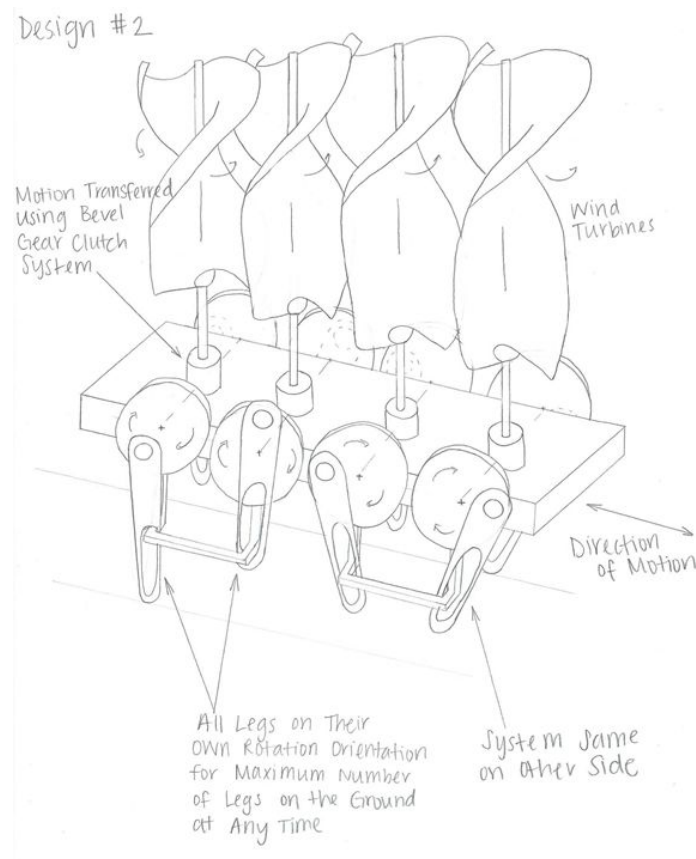 Design #2
Motion Transferred
Using Bevel
Gear Clutch
System
Wind
Turbines
Direction
of Motion
All Legs on Their
Own Rotation Orientation
for Maximum Number
of Legs on the Ground
at Any Time
System Same
on Other Side